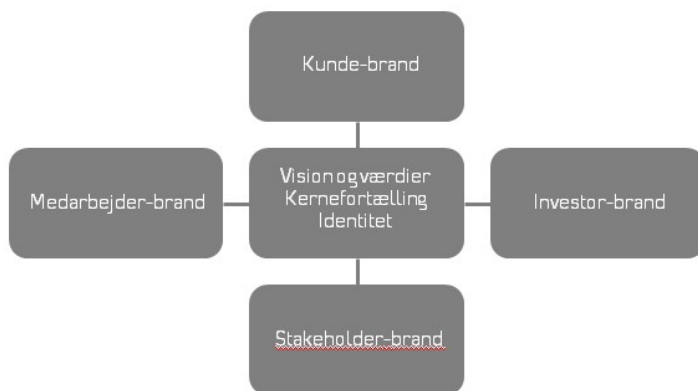 Kunde-brand
Medarbejder-brand
Vision og værdier
Kernefortælling
Identitet
Investor-brand
Stakeholder-brand